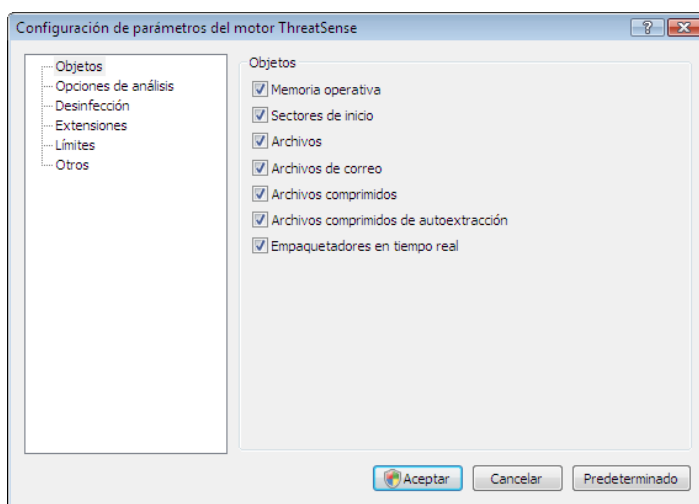 Configuración de parámetros del motor ThreatSense
Objetos
Opciones de análisis
Desinfección
Extensiones
Límites
Otros
Objetos
Memoria operativa
Sectores de inicio
Archivos
Archivos de correo
Archivos comprimidos
Archivos comprimidos de autoextracción
Empaquetadores en tiempo real
Aceptar
Cancelar
Predeterminado